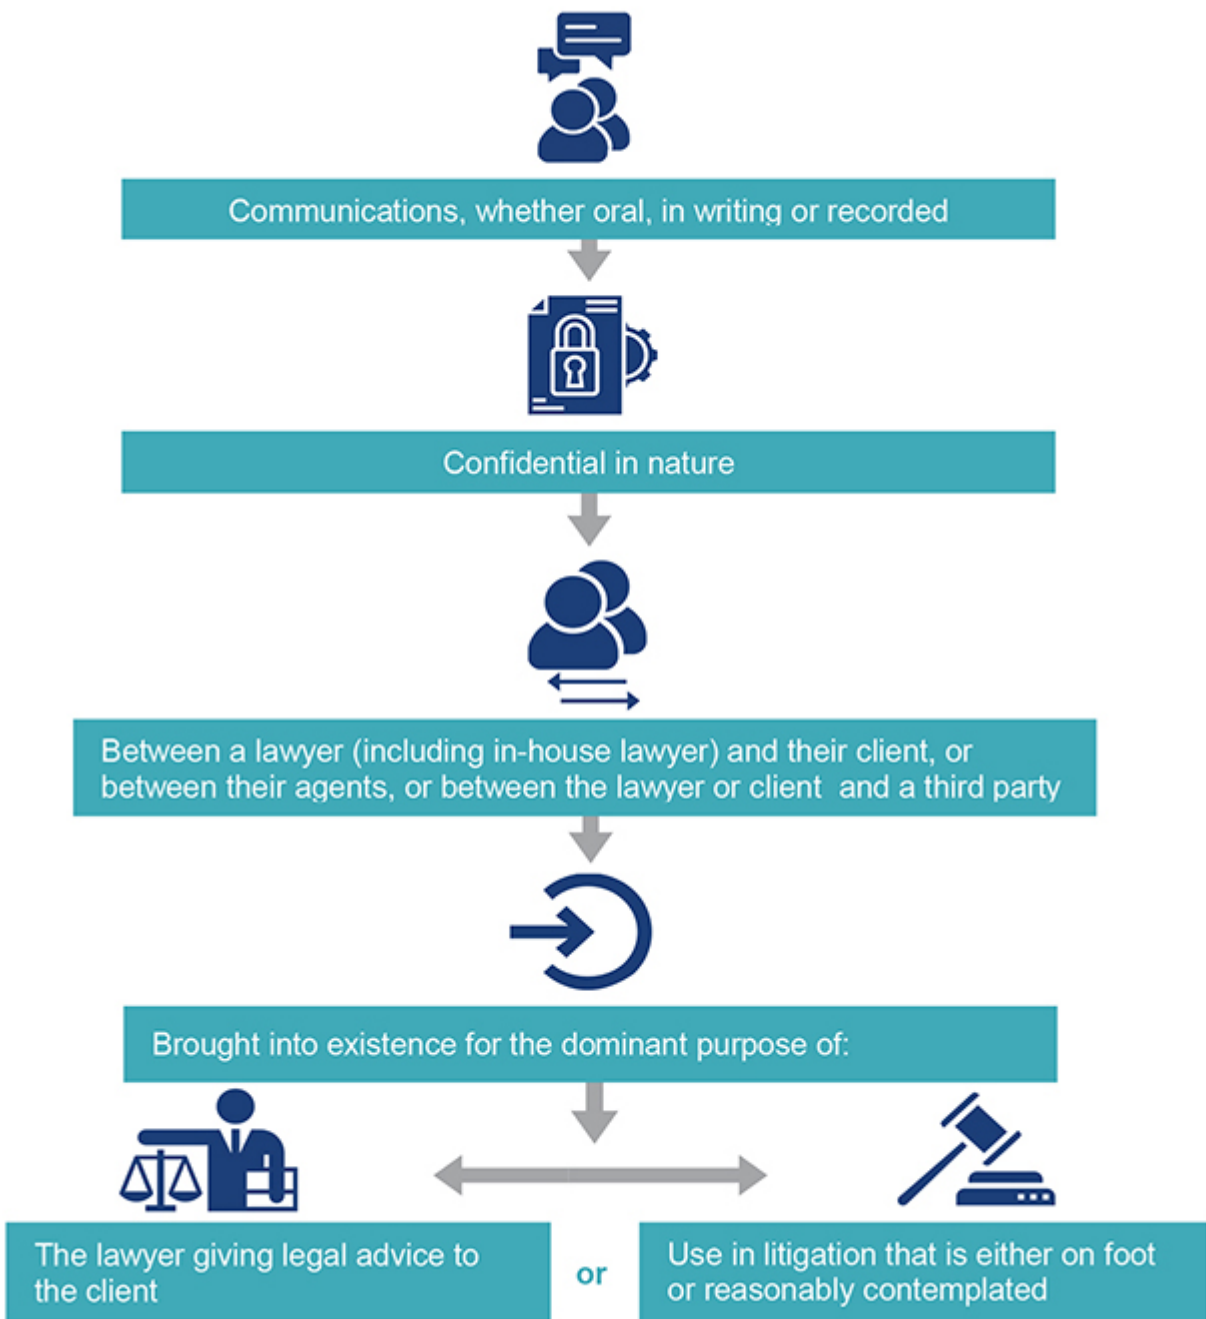 Communications, whether oral, in writing or recorded
Confidential in nature
Between a lawyer (including in-house lawyer) and their client, or
between their agents, or between the lawyer or client and a third party
Brought into existence for the dominant purpose of:
The lawyer giving legal advice to
the client
or
Use in litigation that is either on foot
or reasonably contemplated